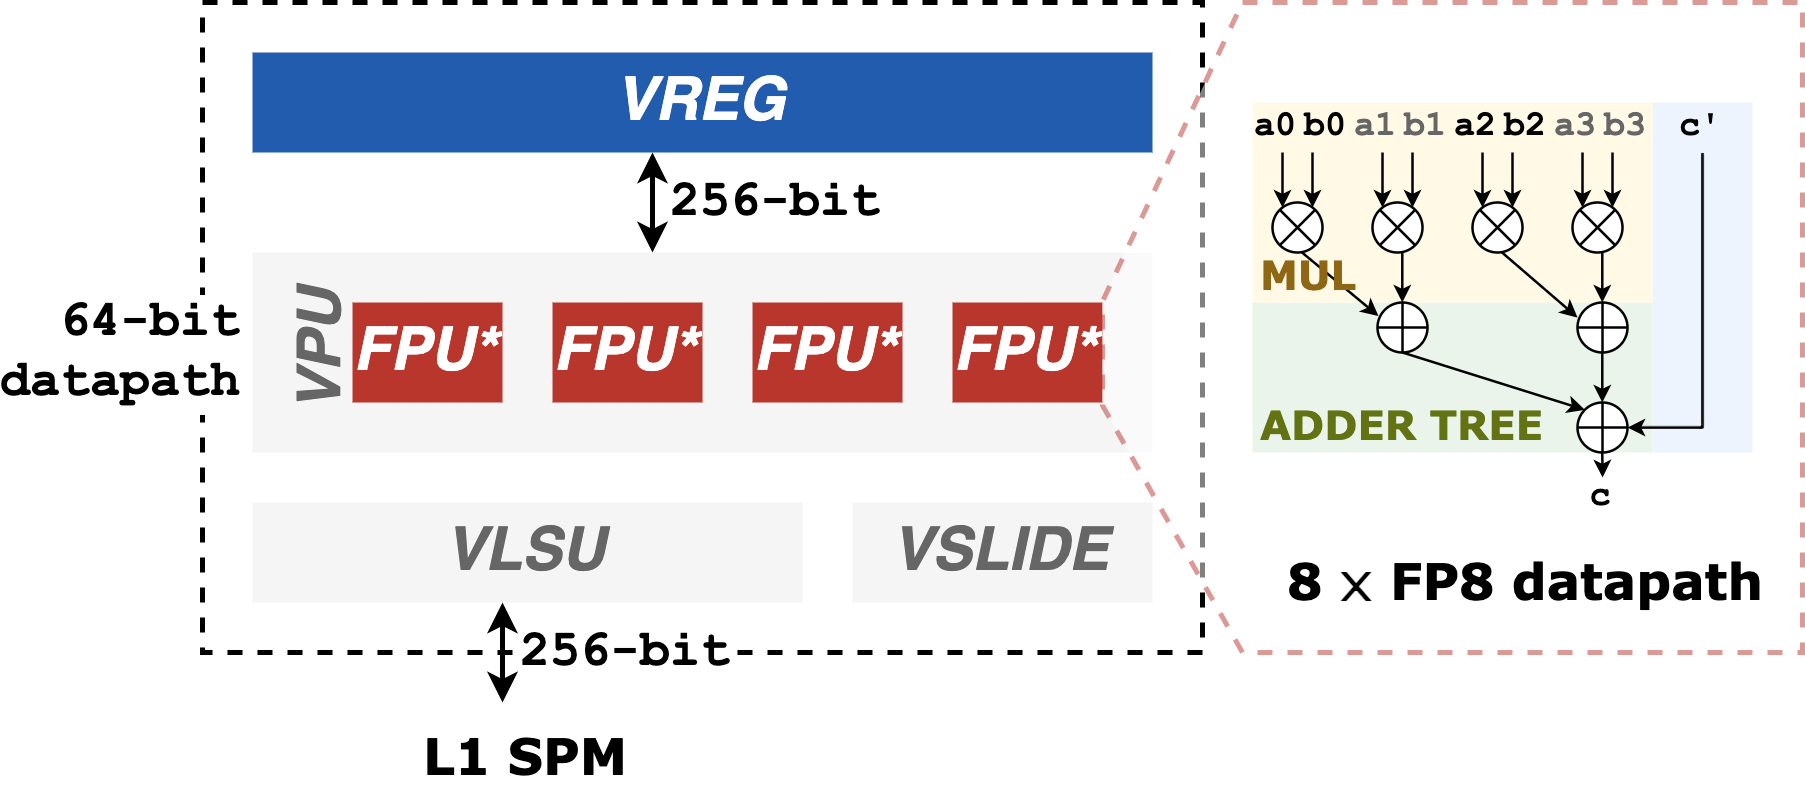 VREG
256-bit
64-bit
datapath
VPU
FPU* FPU* FPU* FPU*
VLSU VSLIDE
256-bit
L1 SPM
a0 b0 a1 b1 a2 b2 a3 b3 c'
MUL
ADDER TREE
c
8 x FP8 datapath